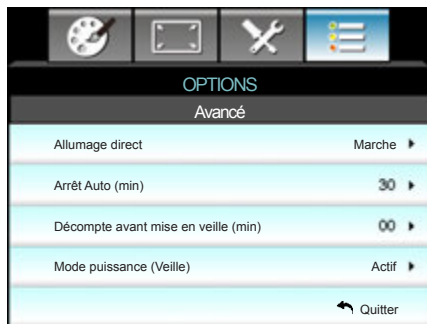 OPTIONS
Avancé
Allumage direct Marche
Arrêt Auto (min) 30
Décompte avant mise en veille (min) 00
Mode puissance (Veille) Actif
Quitter